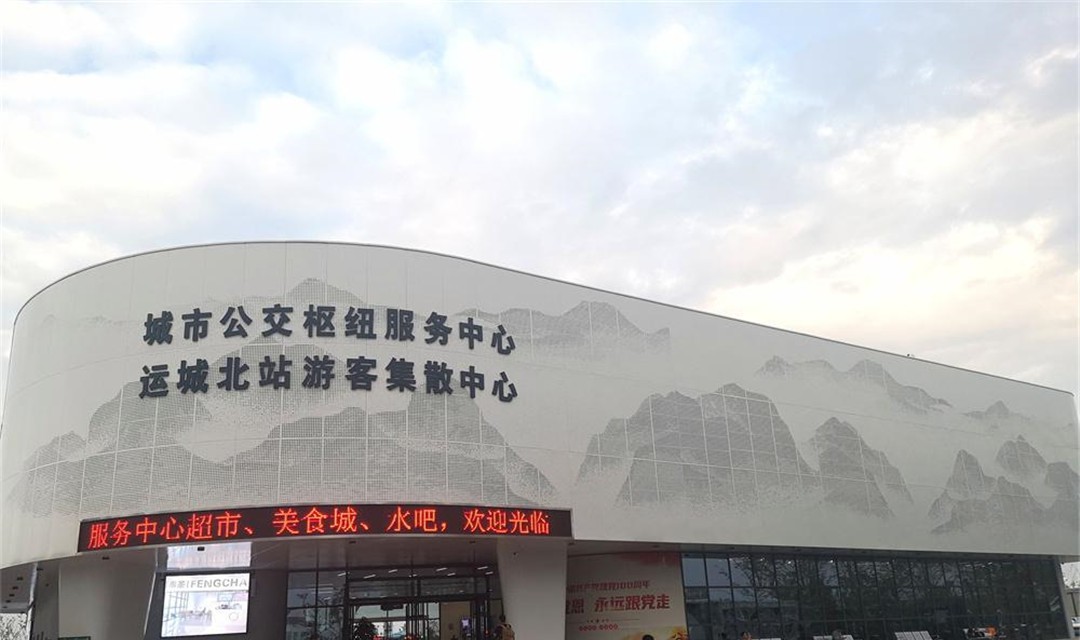 城市公交枢纽服务中心
运城北站游客集散中心
服务中心超市、美食城、水吧,欢迎光临
FENGCHA
永远跟党走